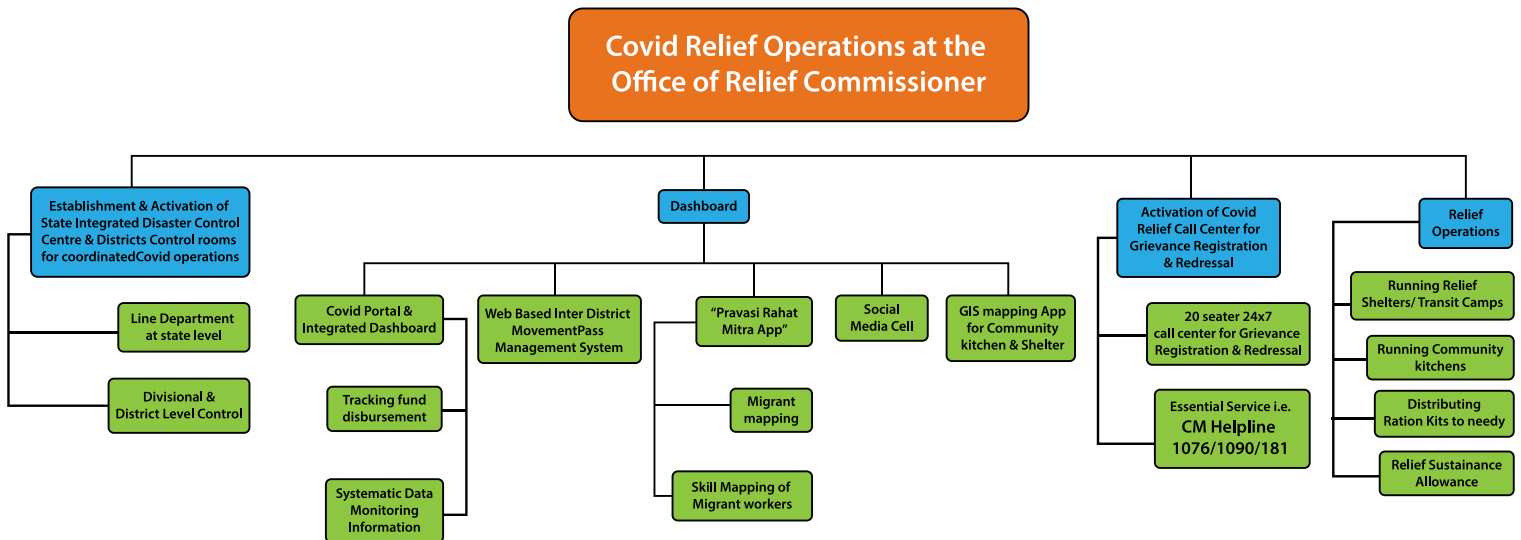 Covid Relief Operations at the
Office of Relief Commissioner
Establishment & Activation of
State Integrated Disaster Control
Centre & Districts Control rooms
for coordinatedCovid operations
Line Department
at state level
Divisional &
District Level Control
Dashboard
Covid Portal &
Integrated Dashboard
Tracking fund
disbursement
Systematic Data
Monitoring
Information
Web Based Inter District
MovementPass
Management System
“Pravasi Rahat
Mitra App”
Migrant
mapping
Skill Mapping of
Migrant workers
Social
Media Cell
GIS mapping App
for Community
kitchen & Shelter
Activation of Covid
Relief Call Center for
Grievance Registration
& Redressal
20 seater 24x7
call center for Grievance
Registration & Redressal
Essential Service i.e.
CM Helpline
1076/1090/181
Relief
Operations
Running Relief
Shelters/ Transit Camps
Running Community
kitchens
Distributing
Ration Kits to needy
Relief Sustainance
Allowance